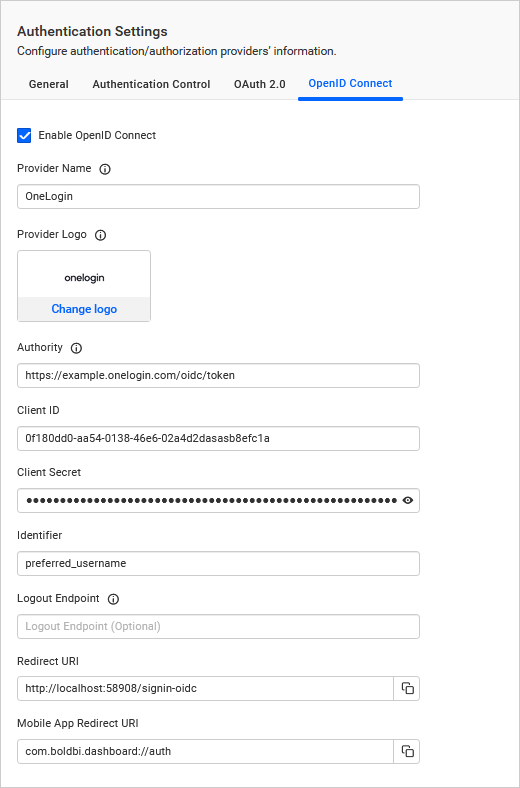 Authentication Settings
Configure authentication/authorization providers' information.
General Authentication Control OAuth 2.0 OpenID Connect
Enable OpenID Connect
Provider Name
OneLogin
Provider Logo
onelogin
Change logo
Authority
https://example.onelogin.com/oidc/token
Client ID
0f180dd0-aa54-0138-46e6-02a4d2dasasb8efc1a
Client Secret
Identifier
preferred_username
Logout Endpoint
Logout Endpoint (Optional)
Redirect URI
http://localhost:58908/signin-oidc
Mobile App Redirect URI
com.boldbi.dashboard://auth